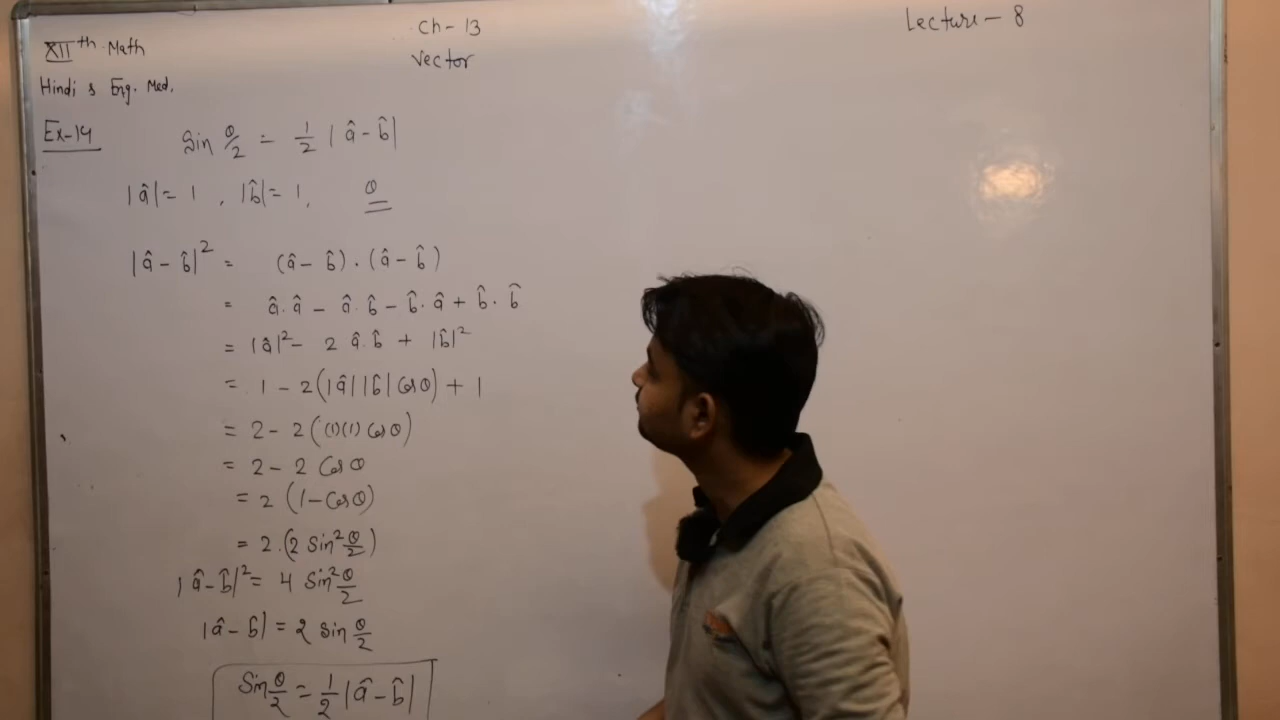 Ch-13
Lecture-8
XIIth Math
Vector
Hindi & Eng. Med.
Ex-14
Sin θ/2 = 1/2 |â - b̂|
|â| = 1, |b̂| = 1, θ
|â - b̂|² = (â - b̂).(â - b̂)
= â.â - â.b̂ - b̂.â + b̂.b̂
= |â|² - 2 â.b̂ + |b̂|²
= 1 - 2(|â||b̂| Cosθ) + 1
= 2 - 2((1)(1) Cosθ)
= 2 - 2 Cosθ
= 2 (1-Cosθ)
= 2.(2 Sin² θ/2)
|â-b̂|² = 4 Sin² θ/2
|â-b̂| = 2 Sin θ/2
Sin θ/2 = 1/2 |â-b̂|